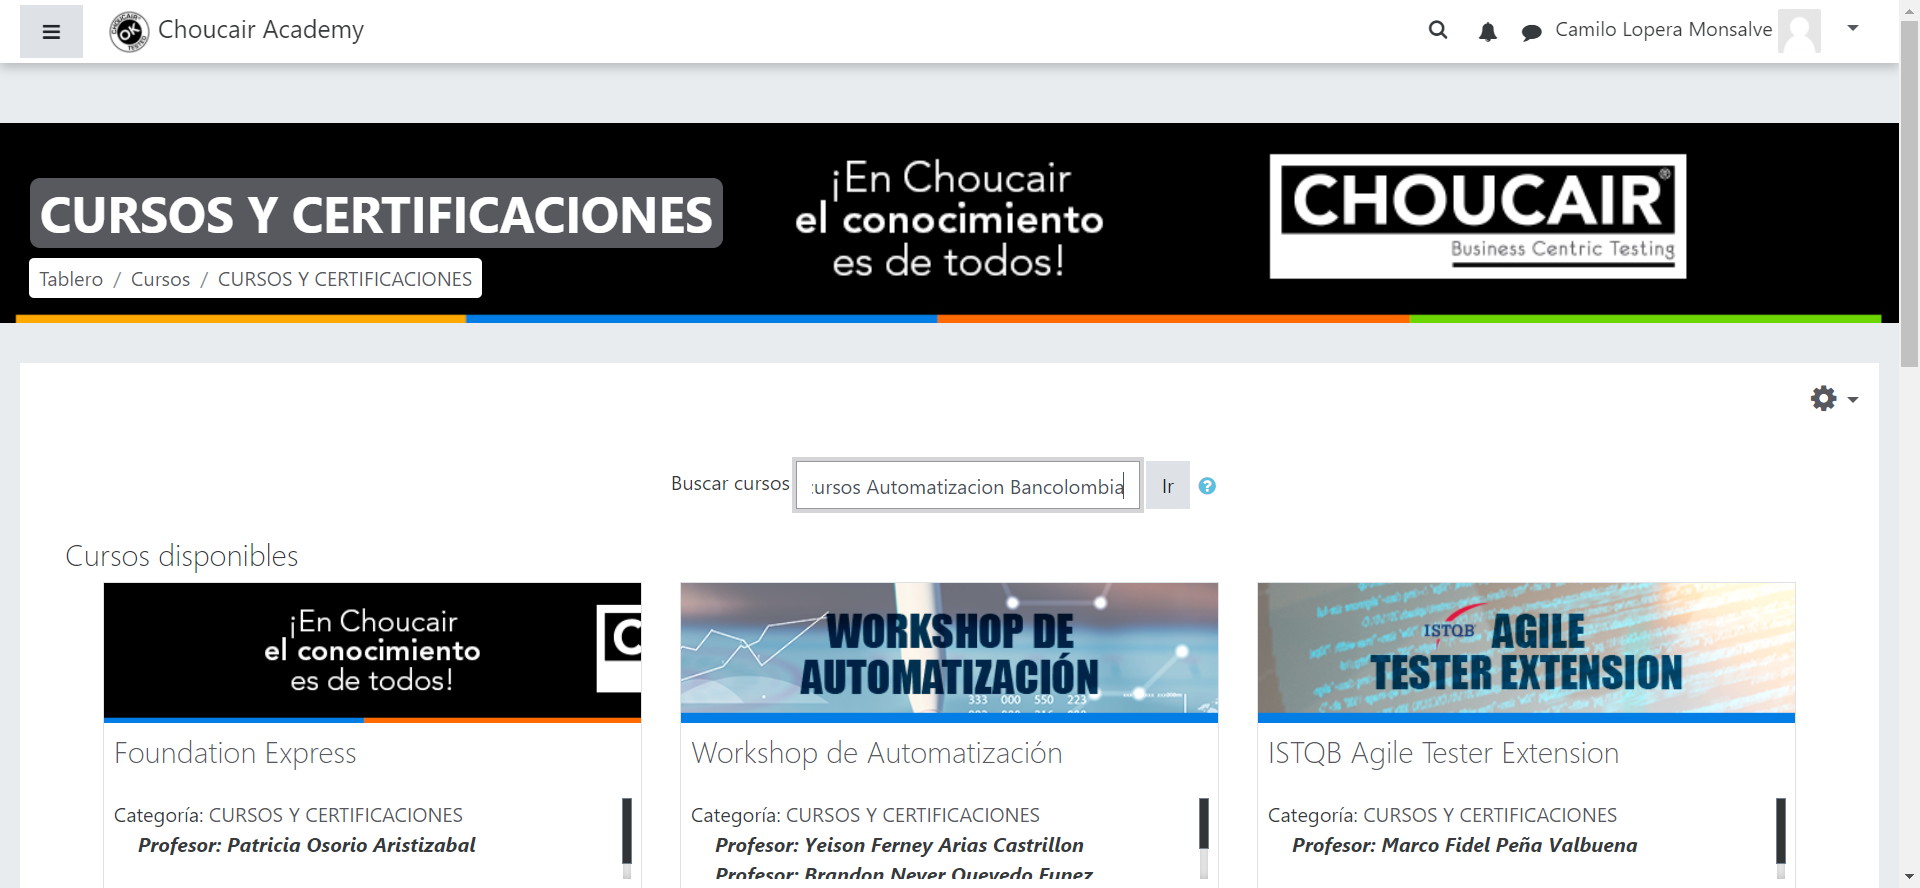 Choucair Academy
Camilo Lopera Monsalve
CURSOS Y CERTIFICACIONES
Tablero / Cursos / CURSOS Y CERTIFICACIONES
¡En Choucair
el conocimiento
es de todos!
CHOUCAIR®
Business Centric Testing
Buscar cursos
ursos Automatizacion Bancolombia
Ir
Cursos disponibles
¡En Choucair
el conocimiento
es de todos!
Foundation Express
Categoría: CURSOS Y CERTIFICACIONES
Profesor: Patricia Osorio Aristizabal
WORKSHOP DE
AUTOMATIZACIÓN
333 000 550 223
Workshop de Automatización
Categoría: CURSOS Y CERTIFICACIONES
Profesor: Yeison Ferney Arias Castrillon
Profesor: Brandon Never Quevedo Funez
ISTQB AGILE
TESTER EXTENSION
ISTQB Agile Tester Extension
Categoría: CURSOS Y CERTIFICACIONES
Profesor: Marco Fidel Peña Valbuena